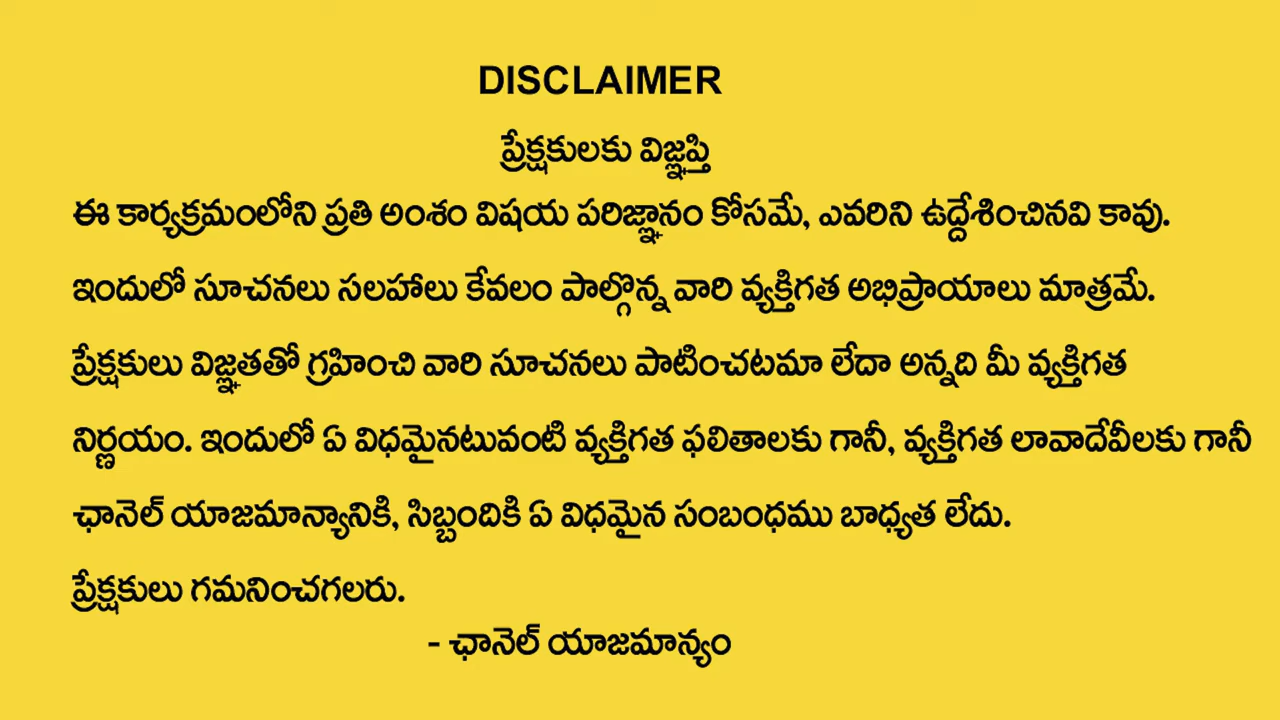 DISCLAIMER
ప్రేక్షకులకు విజ్ఞప్తి
ఈ కార్యక్రమంలోని ప్రతి అంశం విషయ పరిజ్ఞానం కోసమే, ఎవరిని ఉద్దేశించినవి కావు.
ఇందులో సూచనలు సలహాలు కేవలం పాల్గొన్న వారి వ్యక్తిగత అభిప్రాయాలు మాత్రమే.
ప్రేక్షకులు విజ్ఞతతో గ్రహించి వారి సూచనలు పాటించటమా లేదా అన్నది మీ వ్యక్తిగత
నిర్ణయం. ఇందులో ఏ విధమైనటువంటి వ్యక్తిగత ఫలితాలకు గానీ, వ్యక్తిగత లావాదేవీలకు గానీ
ఛానెల్ యాజమాన్యానికి, సిబ్బందికి ఏ విధమైన సంబంధము బాధ్యత లేదు.
ప్రేక్షకులు గమనించగలరు.
- ఛానెల్ యాజమాన్యం